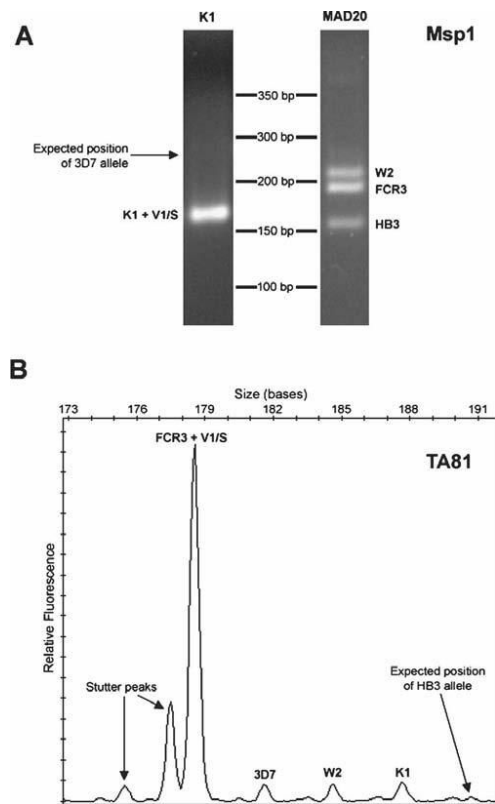 A
K1
MAD20
Msp1
350 bp
300 bp
Expected position
of 3D7 allele
200 bp
W2
FCR3
K1 + V1/S
HB3
150 bp
100 bp
B
Size (bases)
173 176 179 182 185 188 191
FCR3 + V1/S
TA81
Relative Fluorescence
Stutter peaks
Expected position
of HB3 allele
3D7
W2
K1